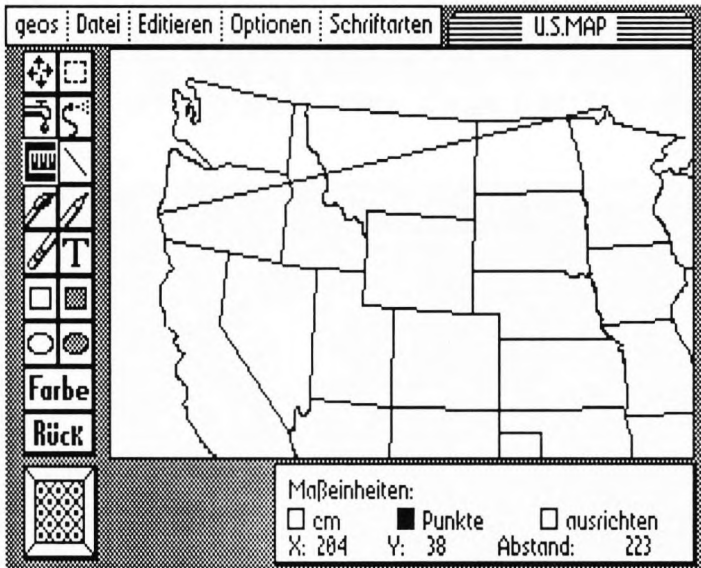 geos Datei Editieren Optionen Schriftarten U.S.MAP
T
Farbe
Rück
Maßeinheiten:
cm Punkte ausrichten
X: 204 Y: 38 Abstand: 223